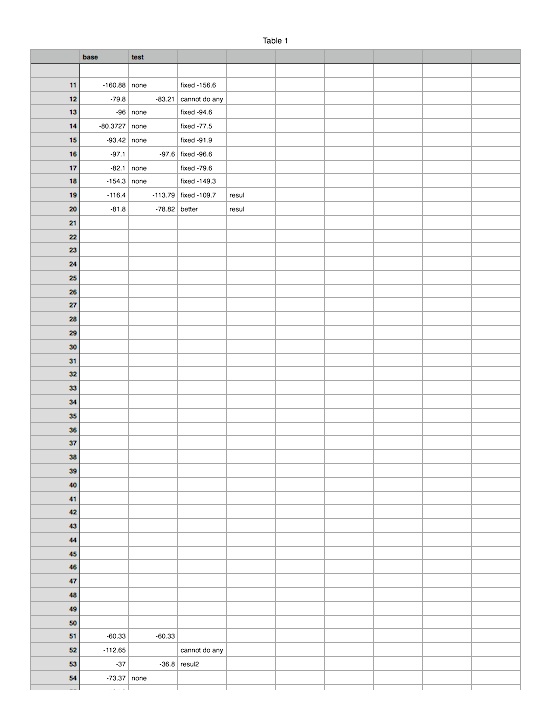 Table 1
base test
11 -160.88 none fixed -156.6
12 -79.8 -83.21 cannot do any
13 -96 none fixed -94.6
14 -80.3727 none fixed -77.5
15 -93.42 none fixed -91.9
16 -97.1 -97.6 fixed -96.6
17 -82.1 none fixed -79.6
18 -154.3 none fixed -149.3
19 -116.4 -113.79 fixed -109.7 resul
20 -81.8 -78.82 better resul
21
22
23
24
25
26
27
28
29
30
31
32
33
34
35
36
37
38
39
40
41
42
43
44
45
46
47
48
49
50
51 -60.33 -60.33
52 -112.65 cannot do any
53 -37 -36.8 resul2
54 -73.37 none